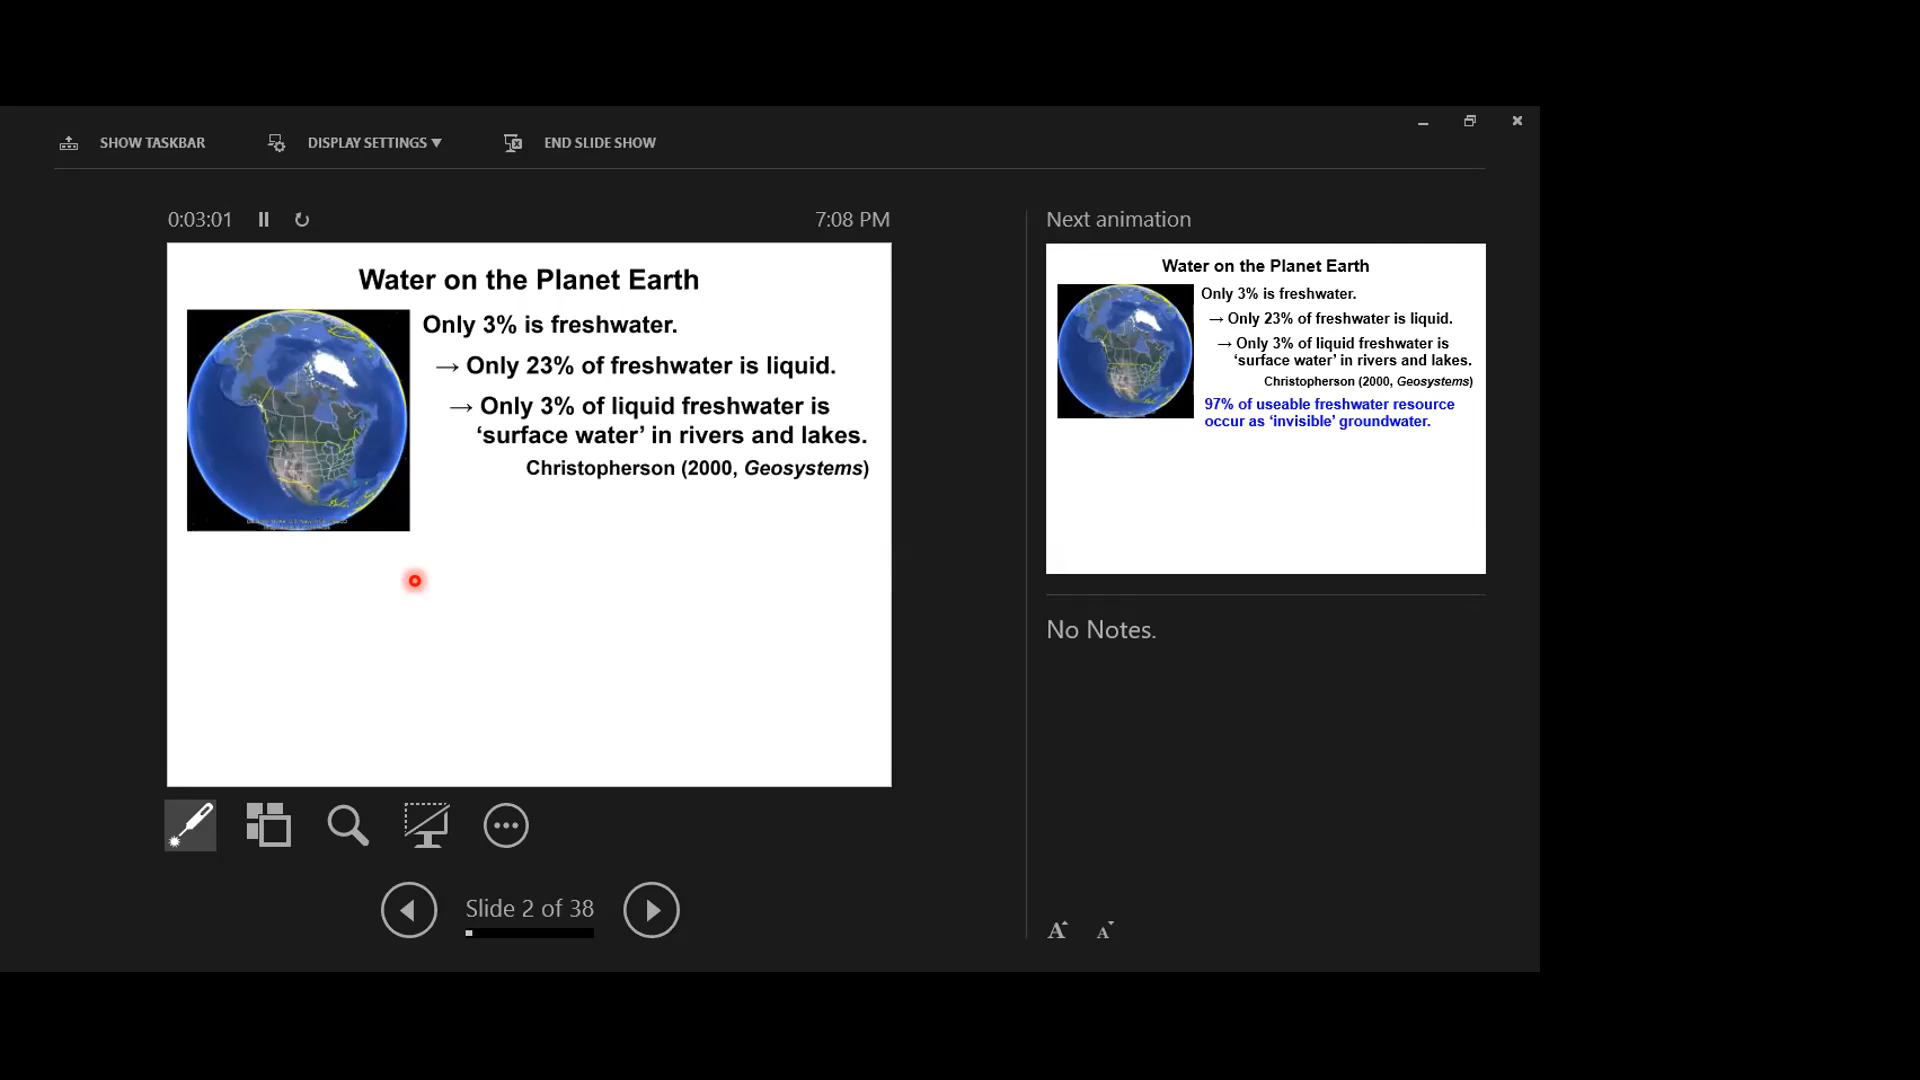 SHOW TASKBAR
DISPLAY SETTINGS ▼
END SLIDE SHOW
0:03:01
7:08 PM
Water on the Planet Earth
Only 3% is freshwater.
→ Only 23% of freshwater is liquid.
→ Only 3% of liquid freshwater is
‘surface water’ in rivers and lakes.
Christopherson (2000, Geosystems)
Slide 2 of 38
Next animation
Water on the Planet Earth
Only 3% is freshwater.
→ Only 23% of freshwater is liquid.
→ Only 3% of liquid freshwater is
‘surface water’ in rivers and lakes.
Christopherson (2000, Geosystems)
97% of useable freshwater resource
occur as ‘invisible’ groundwater.
No Notes.
A A